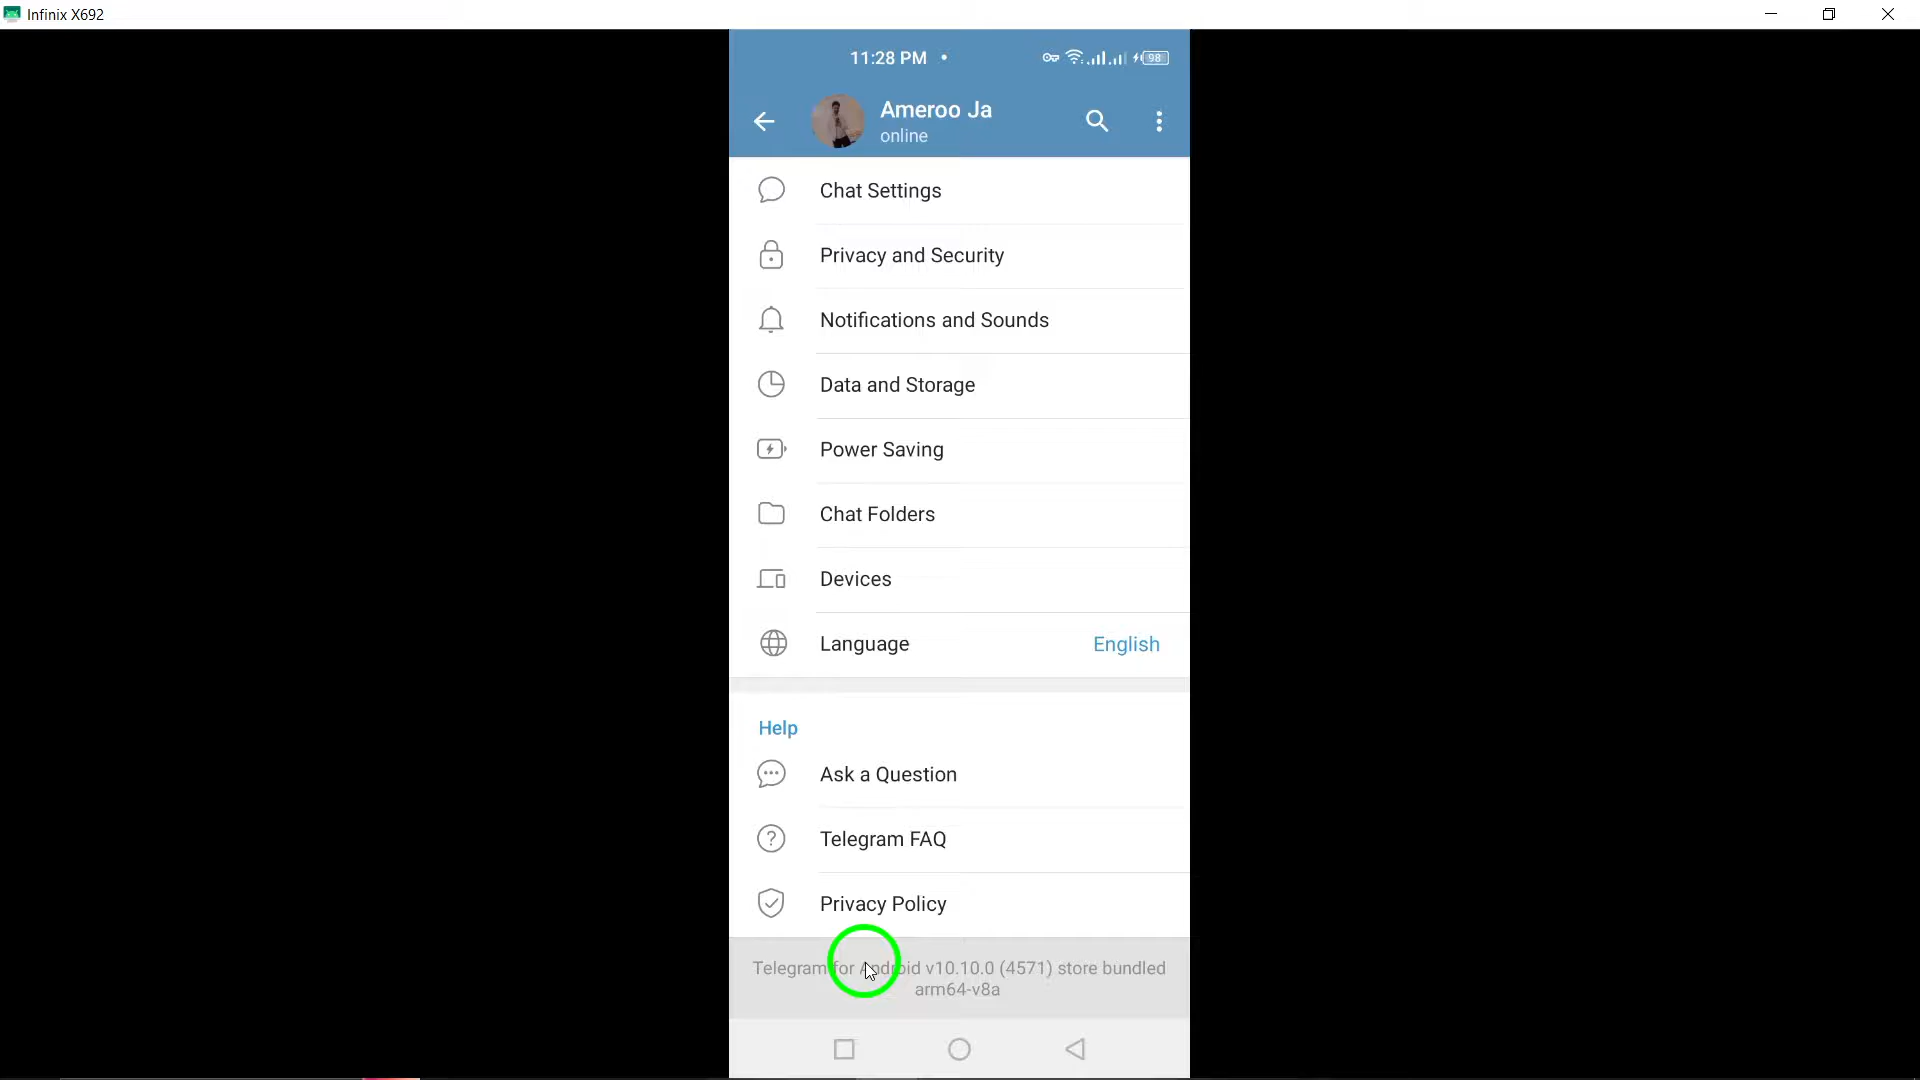 Infinix X692
11:28 PM •
98
Ameroo Ja
online
Chat Settings
Privacy and Security
Notifications and Sounds
Data and Storage
Power Saving
Chat Folders
Devices
Language English
Help
Ask a Question
Telegram FAQ
Privacy Policy
Telegram for Android v10.10.0 (4571) store bundled
arm64-v8a